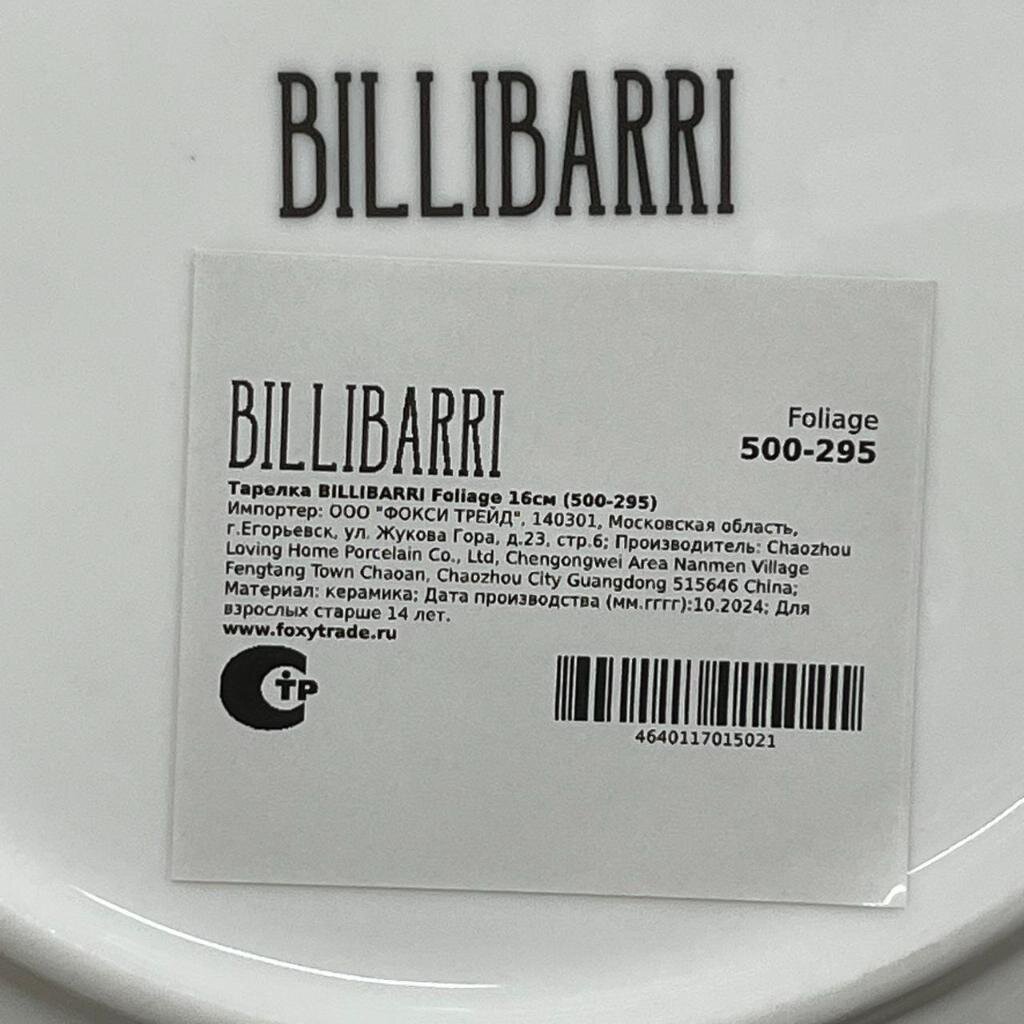 BILLIBARRI
BILLIBARRI
Foliage
500-295
Тарелка BILLIBARRI Foliage 16см (500-295)
Импортер: ООО "ФОКСИ ТРЕЙД", 140301, Московская область,
г.Егорьевск, ул. Жукова Гора, д.23, стр.6; Производитель: Chaozhou
Loving Home Porcelain Co., Ltd, Chengongwei Area Nanmen Village
Fengtang Town Chaoan, Chaozhou City Guangdong 515646 China;
Материал: керамика; Дата производства (мм.гггг):10.2024; Для
взрослых старше 14 лет.
www.foxytrade.ru
СТР
4640117015021